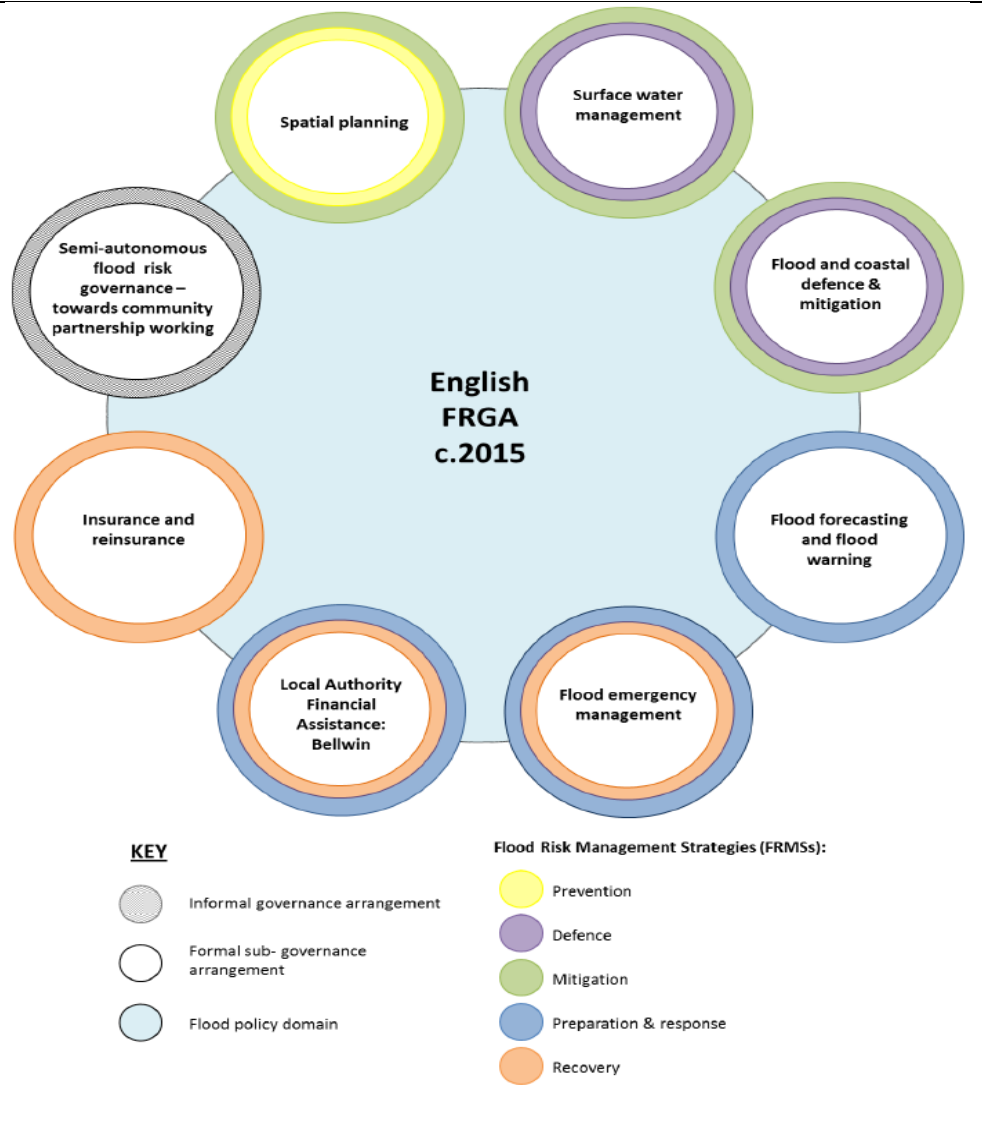 Spatial planning
Surface water
management
Semi-autonomous
flood risk
governance –
towards community
partnership working
Flood and coastal
defence &
mitigation
English
FRGA
c.2015
Insurance and
reinsurance
Flood forecasting
and flood
warning
Local Authority
Financial
Assistance:
Bellwin
Flood emergency
management
KEY
Informal governance arrangement
Formal sub- governance
arrangement
Flood policy domain
Flood Risk Management Strategies (FRMSs):
Prevention
Defence
Mitigation
Preparation & response
Recovery